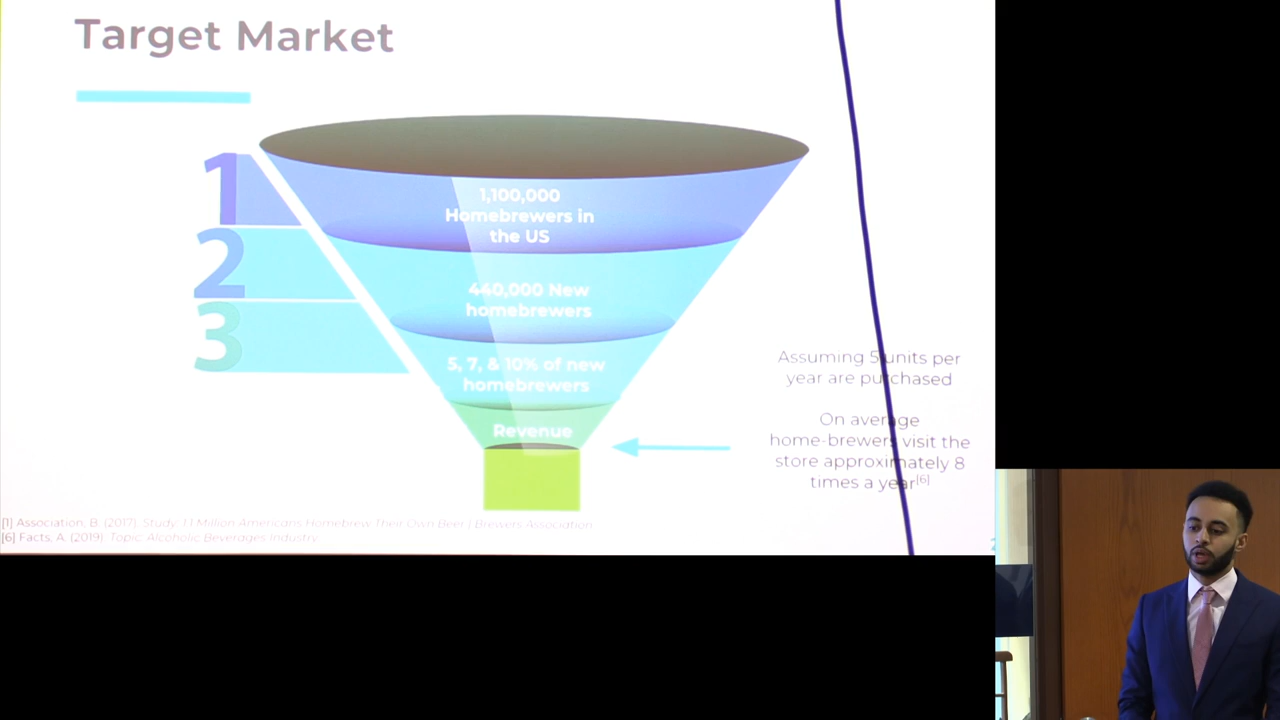 Target Market
1
2
3
1,100,000
Homebrewers in
the US
440,000 New
homebrewers
5, 7, & 10% of new
homebrewers
Revenue
Assuming 5 units per
year are purchased
On average
home-brewers visit the
store approximately 8
times a year[6]
[1] Association, B. (2017). Study: 1.1 Million Americans Homebrew Their Own Beer | Brewers Association.
[6] Facts, A. (2019). Topic: Alcoholic Beverages Industry.